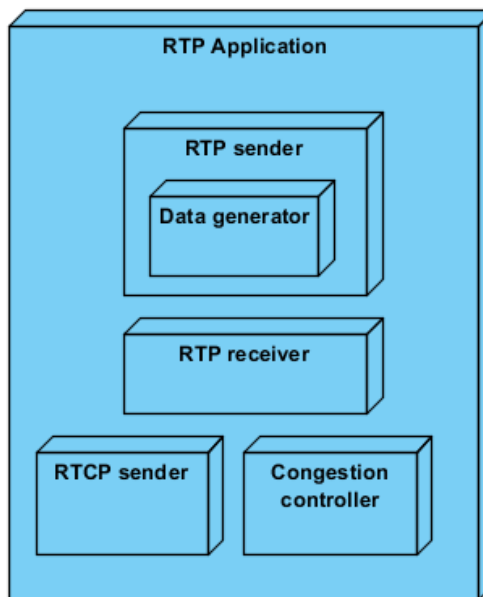 RTP Application
RTP sender
Data generator
RTP receiver
RTCP sender
Congestion
controller